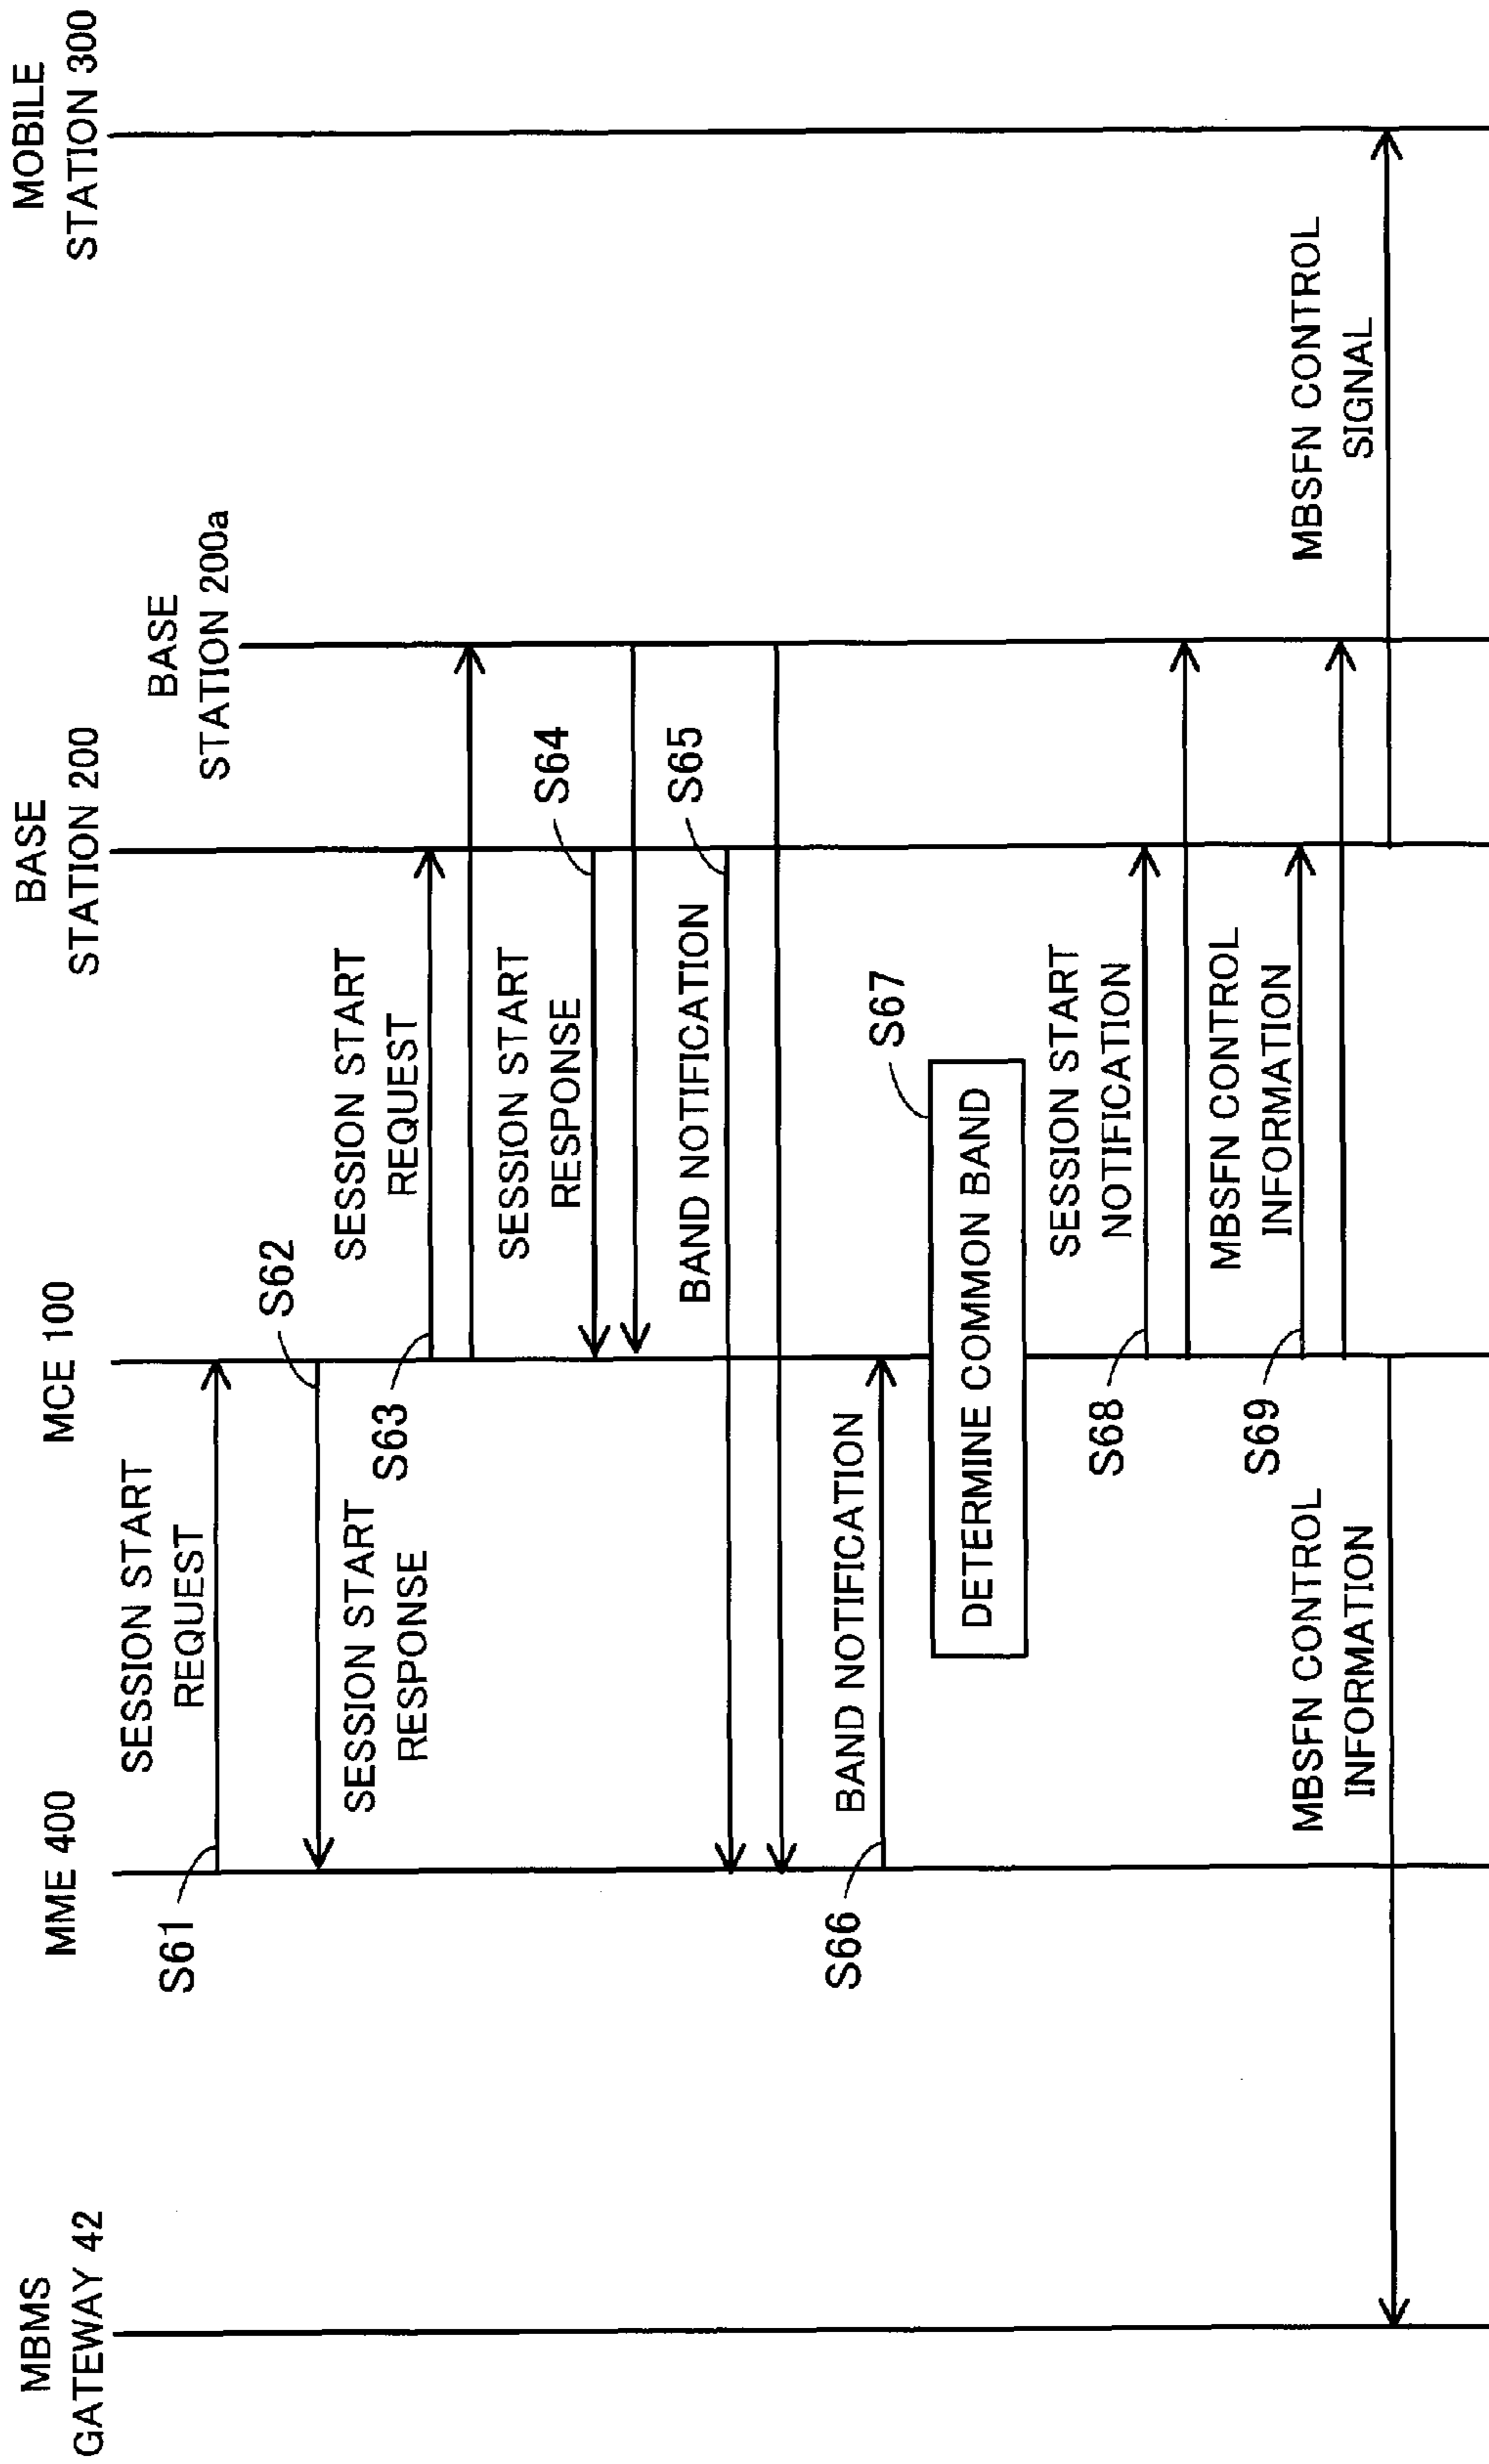 MBMS
GATEWAY 42
MME 400
MCE 100
BASE
STATION 200
BASE
STATION 200a
MOBILE
STATION 300
S61
SESSION START
REQUEST
S62
SESSION START
RESPONSE
S63
SESSION START
REQUEST
S64
SESSION START
RESPONSE
S65
BAND NOTIFICATION
S66
BAND NOTIFICATION
S67
DETERMINE COMMON BAND
S68
SESSION START
NOTIFICATION
S69
MBSFN CONTROL
INFORMATION
MBSFN CONTROL
INFORMATION
MBSFN CONTROL
SIGNAL